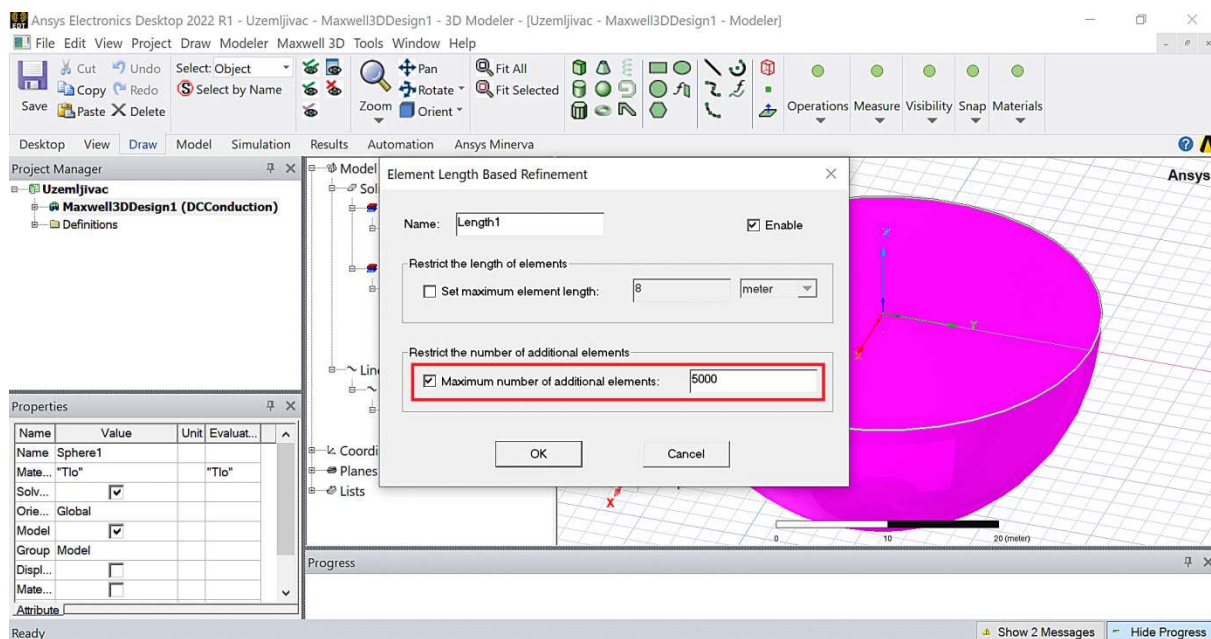 Ansys Electronics Desktop 2022 R1 - Uzemljivac - Maxwell3DDesign1 - 3D Modeler - [Uzemljivac - Maxwell3DDesign1 - Modeler]
File Edit View Project Draw Modeler Maxwell 3D Tools Window Help
Save
Cut
Undo
Copy
Redo
Paste
Delete
Select: Object
Select by Name
Zoom
Pan
Rotate
Orient
Fit All
Fit Selected
Operations Measure Visibility Snap Materials
Desktop View Draw Model Simulation Results Automation Ansys Minerva
Project Manager
Uzemljivac
Maxwell3DDesign1 (DCConduction)
Definitions
Properties
Name Value Unit Evaluat...
Name Sphere1
Mate... "Tlo" "Tlo"
Solv...
Orie... Global
Model
Group Model
Displ...
Mate...
Attribute
Model
Soli
Lin
Coordi
Planes
Lists
Element Length Based Refinement
Name: Length1
Enable
Restrict the length of elements
Set maximum element length: 8 meter
Restrict the number of additional elements
Maximum number of additional elements: 5000
OK Cancel
Ansys
Z
Y
X
X
0 10 20 (meter)
Progress
Ready
Show 2 Messages
Hide Progress